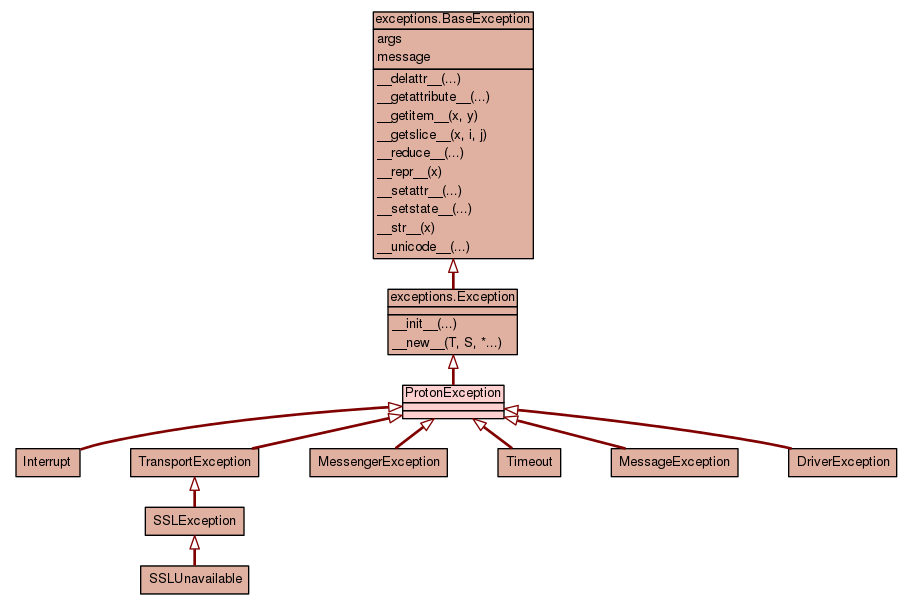 exceptions.BaseException
args
message
__delattr__(...)
__getattribute__(...)
__getitem__(x, y)
__getslice__(x, i, j)
__reduce__(...)
__repr__(x)
__setattr__(...)
__setstate__(...)
__str__(x)
__unicode__(...)
exceptions.Exception
__init__(...)
__new__(T, S, *...)
ProtonException
Interrupt
TransportException
MessengerException
Timeout
MessageException
DriverException
SSLException
SSLUnavailable